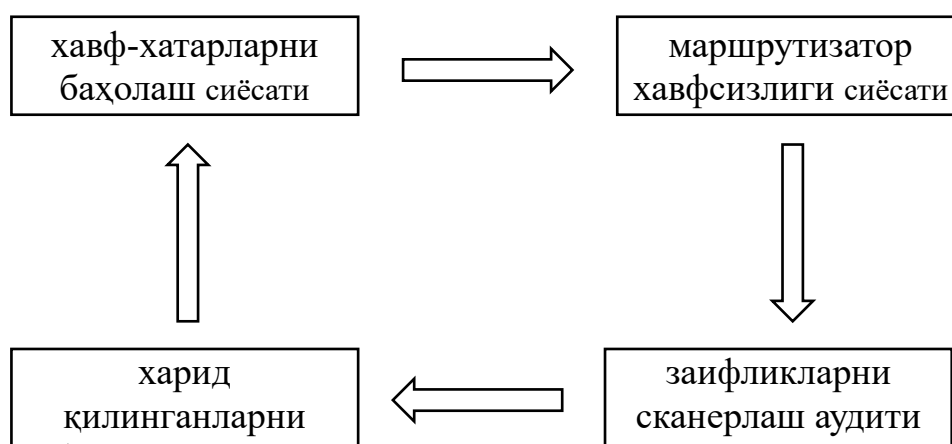 хавф-хатарларни
баҳолаш сиёсати
маршрутизатор
хавфсизлиги сиёсати
харид
қилинганларни
заифликларни
сканерлаш аудити